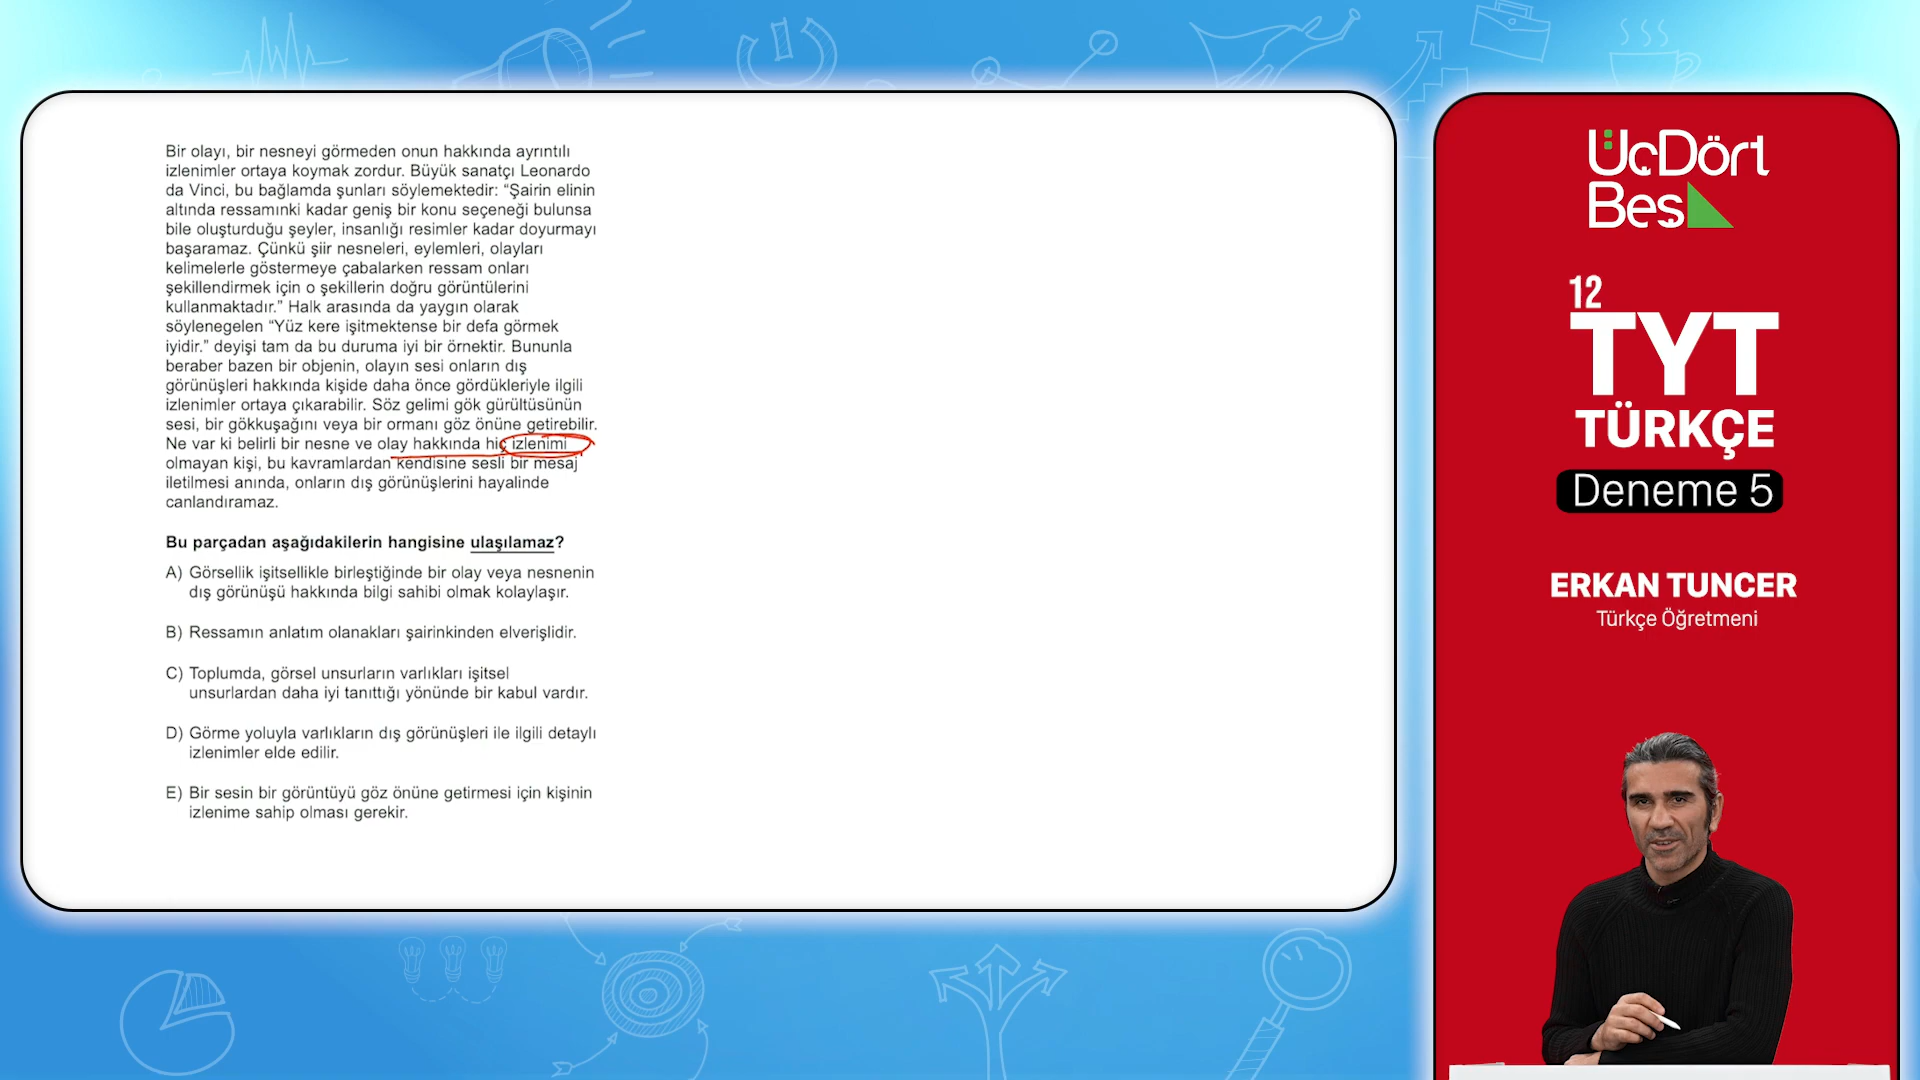 Bir olayı, bir nesneyi görmeden onun hakkında ayrıntılı
izlenimler ortaya koymak zordur. Büyük sanatçı Leonardo
da Vinci, bu bağlamda şunları söylemektedir: “Şairin elinin
altında ressamınki kadar geniş bir konu seçeneği bulunsa
bile oluşturduğu şeyler, insanlığı resimler kadar doyurmayı
başaramaz. Çünkü şiir nesneleri, eylemleri, olayları
kelimelerle göstermeye çabalarken ressam onları
şekillendirmek için o şekillerin doğru görüntülerini
kullanmaktadır.” Halk arasında da yaygın olarak
söylenegelen “Yüz kere işitmektense bir defa görmek
iyidir.” deyişi tam da bu duruma iyi bir örnektir. Bununla
beraber bazen bir objenin, olayın sesi onların dış
görünüşleri hakkında kişide daha önce gördükleriyle ilgili
izlenimler ortaya çıkarabilir. Söz gelimi gök gürültüsünün
sesi, bir gökkuşağını veya bir ormanı göz önüne getirebilir.
Ne var ki belirli bir nesne ve olay hakkında hiç izlenimi
olmayan kişi, bu kavramlardan kendisine sesli bir mesaj
iletilmesi anında, onların dış görünüşlerini hayalinde
canlandıramaz.
Bu parçadan aşağıdakilerin hangisine ulaşılamaz?
A) Görsellik işitsellikle birleştiğinde bir olay veya nesnenin
dış görünüşü hakkında bilgi sahibi olmak kolaylaşır.
B) Ressamın anlatım olanakları şairinkinden elverişlidir.
C) Toplumda, görsel unsurların varlıkları işitsel
unsurlardan daha iyi tanıttığı yönünde bir kabul vardır.
D) Görme yoluyla varlıkların dış görünüşleri ile ilgili detaylı
izlenimler elde edilir.
E) Bir sesin bir görüntüyü göz önüne getirmesi için kişinin
izlenime sahip olması gerekir.
ÜçDört
Beş
12
TYT
TÜRKÇE
Deneme 5
ERKAN TUNCER
Türkçe Öğretmeni